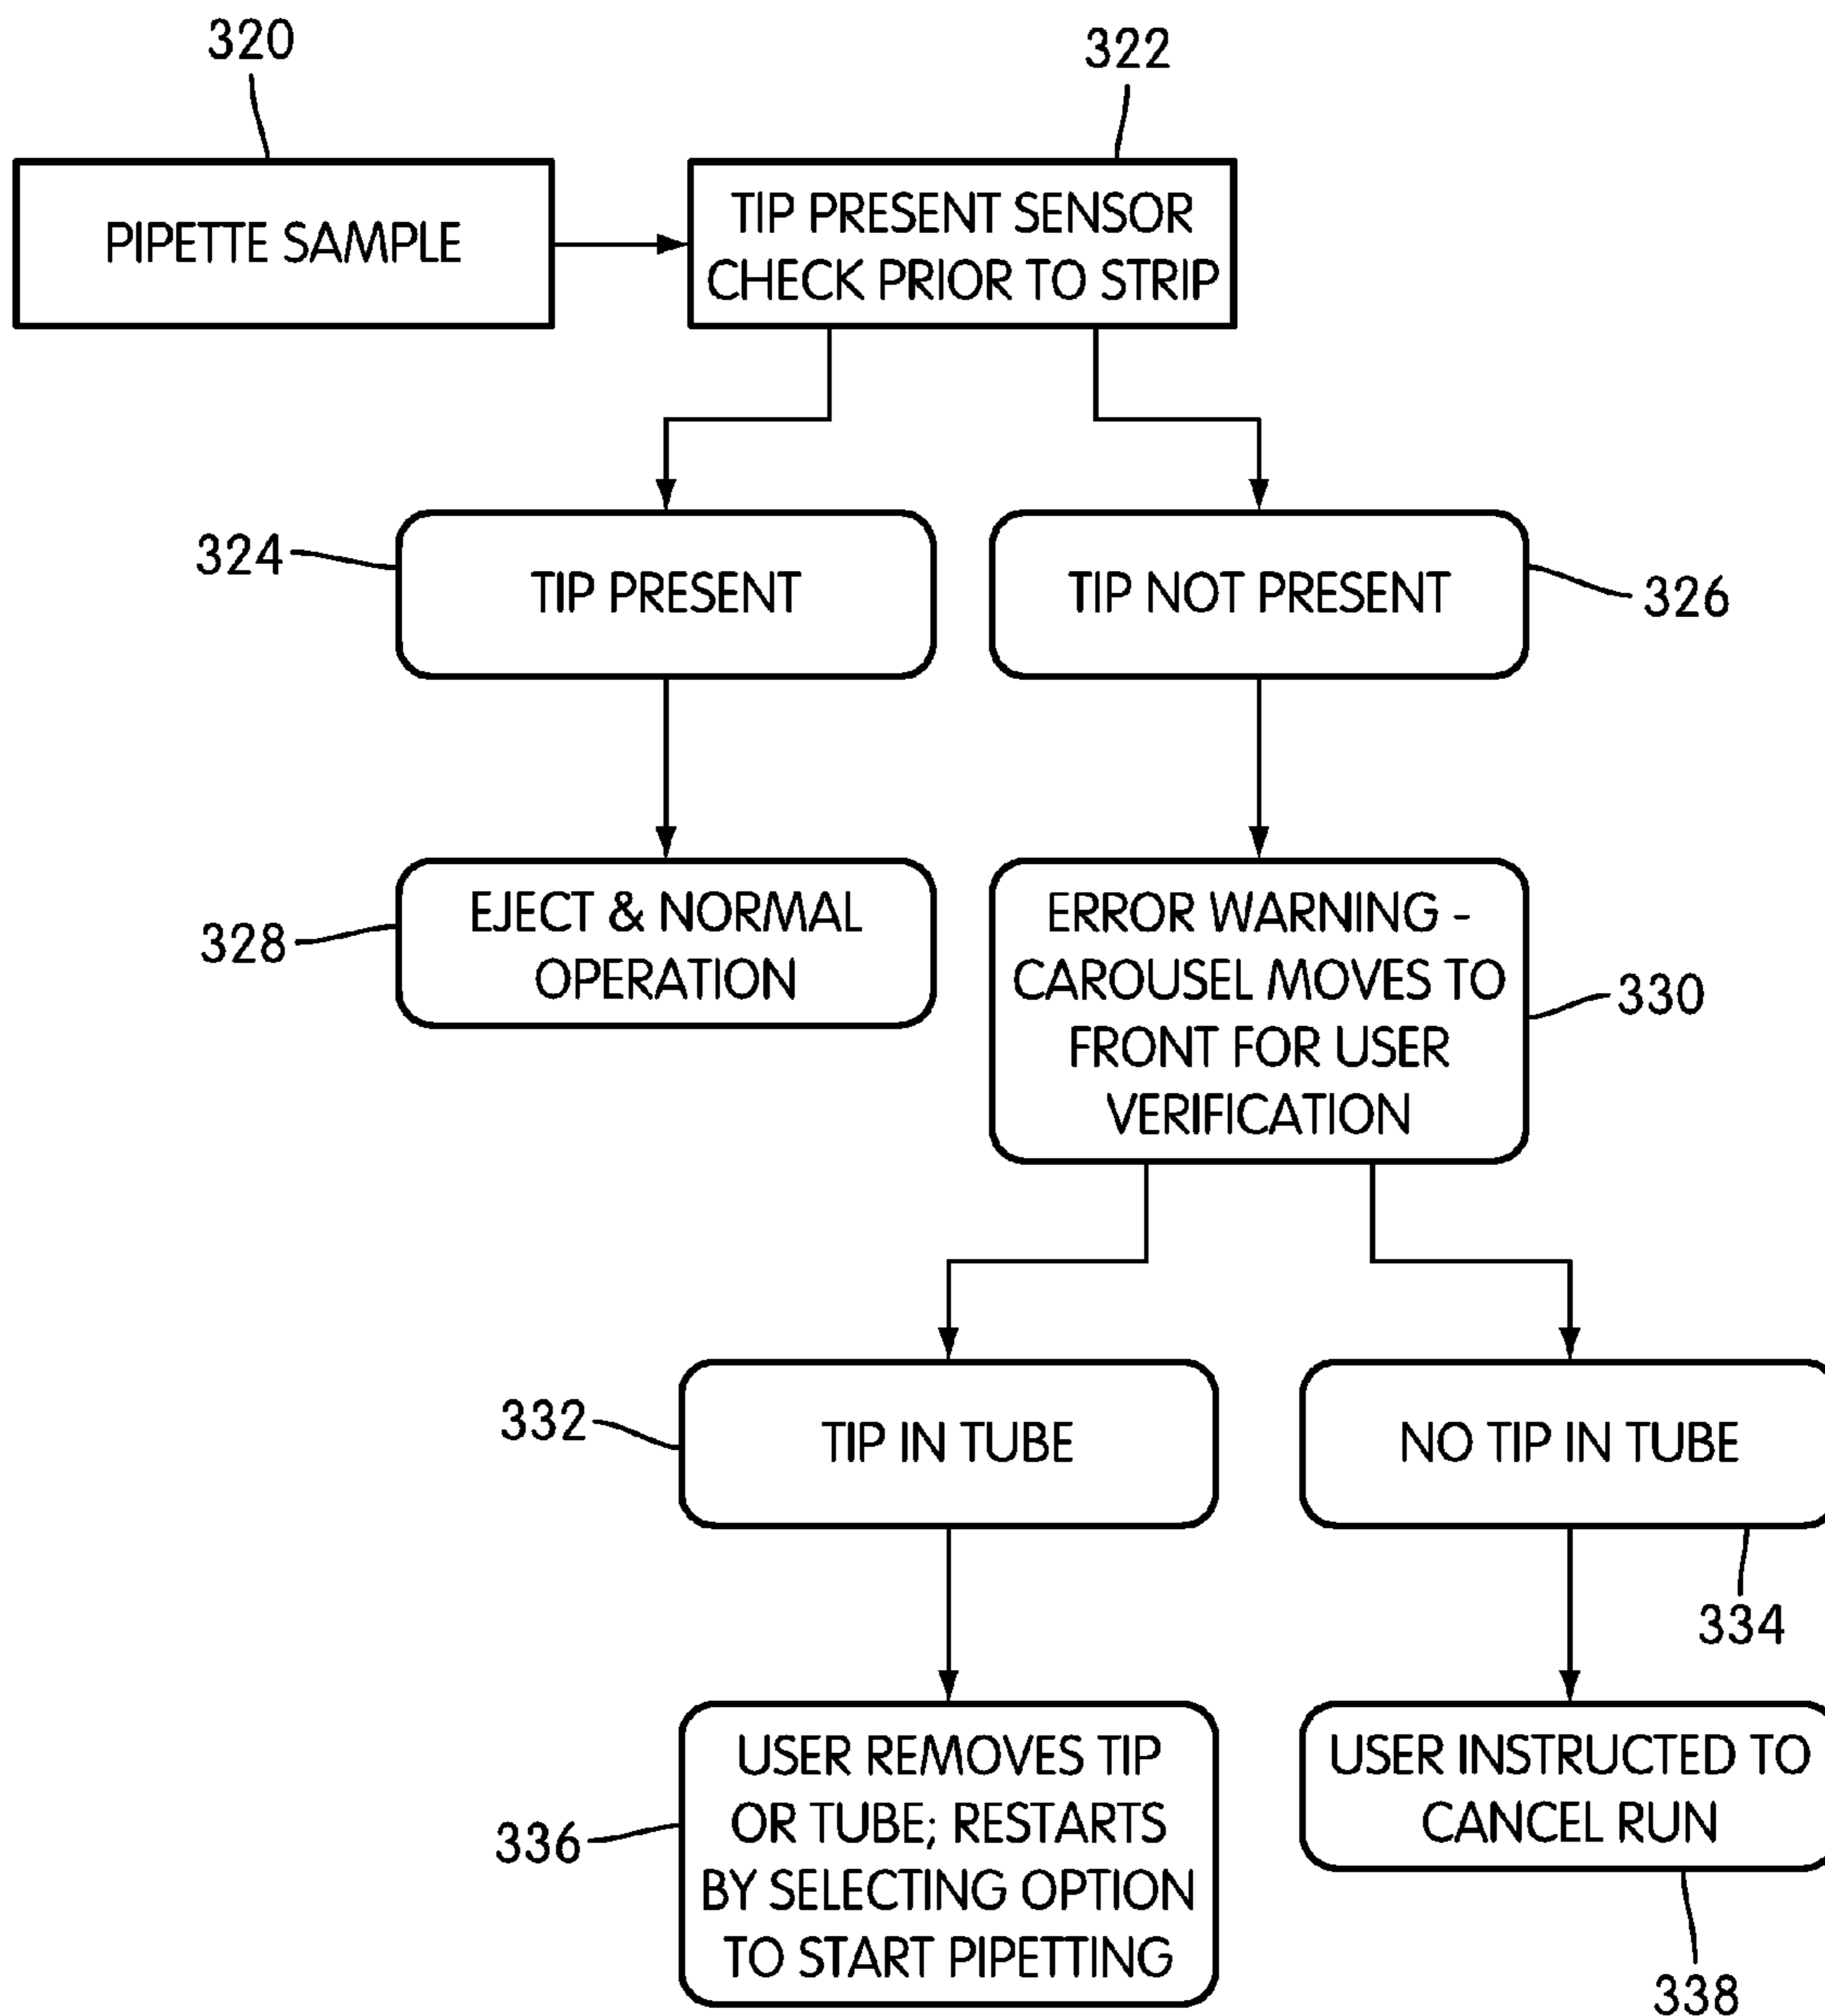 320
322
PIPETTE SAMPLE
TIP PRESENT SENSOR
CHECK PRIOR TO STRIP
324
TIP PRESENT
TIP NOT PRESENT
326
328
EJECT & NORMAL
OPERATION
ERROR WARNING -
CAROUSEL MOVES TO
FRONT FOR USER
VERIFICATION
330
332
TIP IN TUBE
NO TIP IN TUBE
334
336
USER REMOVES TIP
OR TUBE; RESTARTS
BY SELECTING OPTION
TO START PIPETTING
USER INSTRUCTED TO
CANCEL RUN
338